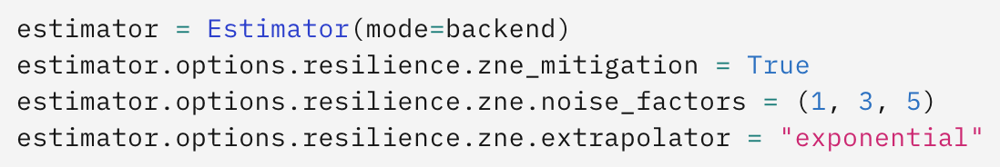 estimator = Estimator(mode=backend)
estimator.options.resilience.zne_mitigation = True
estimator.options.resilience.zne.noise_factors = (1, 3, 5)
estimator.options.resilience.zne.extrapolator = "exponential"